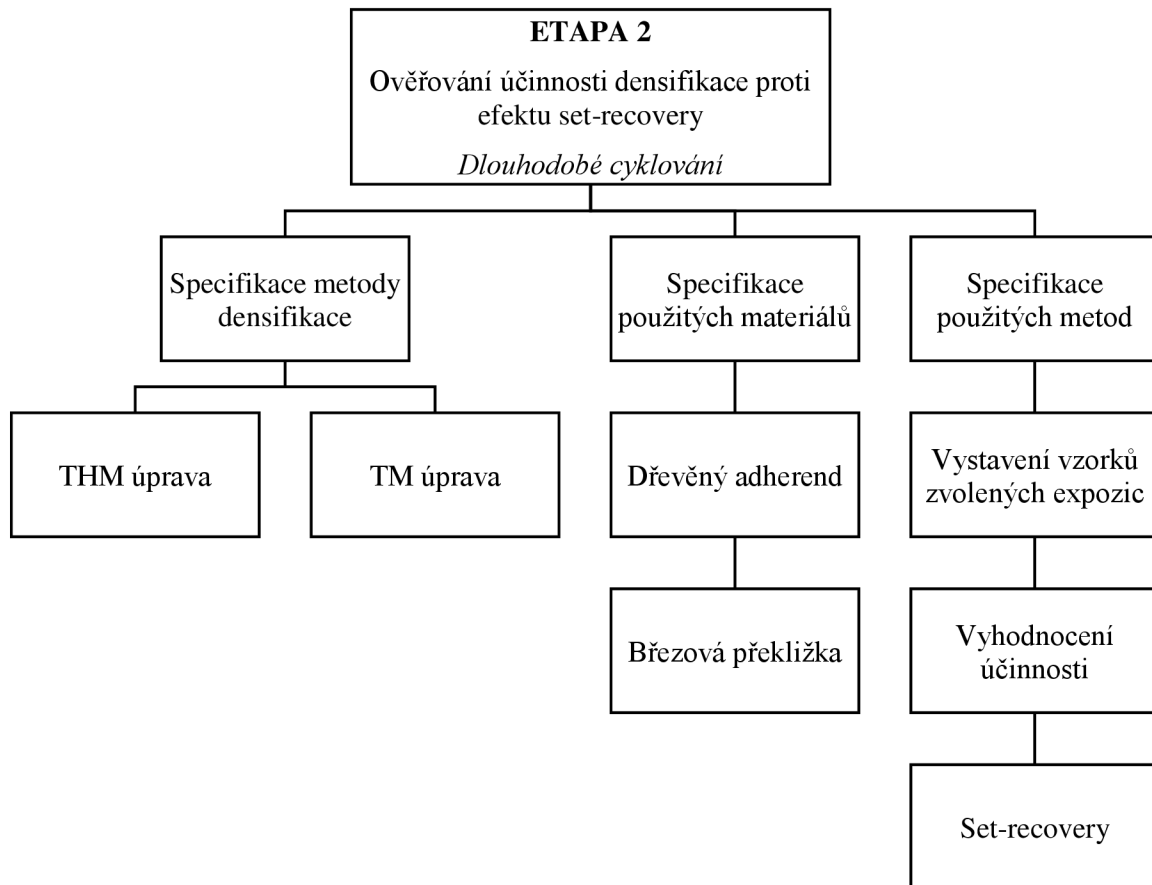 ETAPA 2
Ověřování účinnosti densifikace proti
efektu set-recovery
Dlouhodobé cyklování
Specifikace metody
densifikace
Specifikace
použitých materiálů
Specifikace
použitých metod
THM úprava
TM úprava
Dřevěný adherend
Vystavení vzorků
zvolených expozic
Březová překližka
Vyhodnocení
účinnosti
Set-recovery